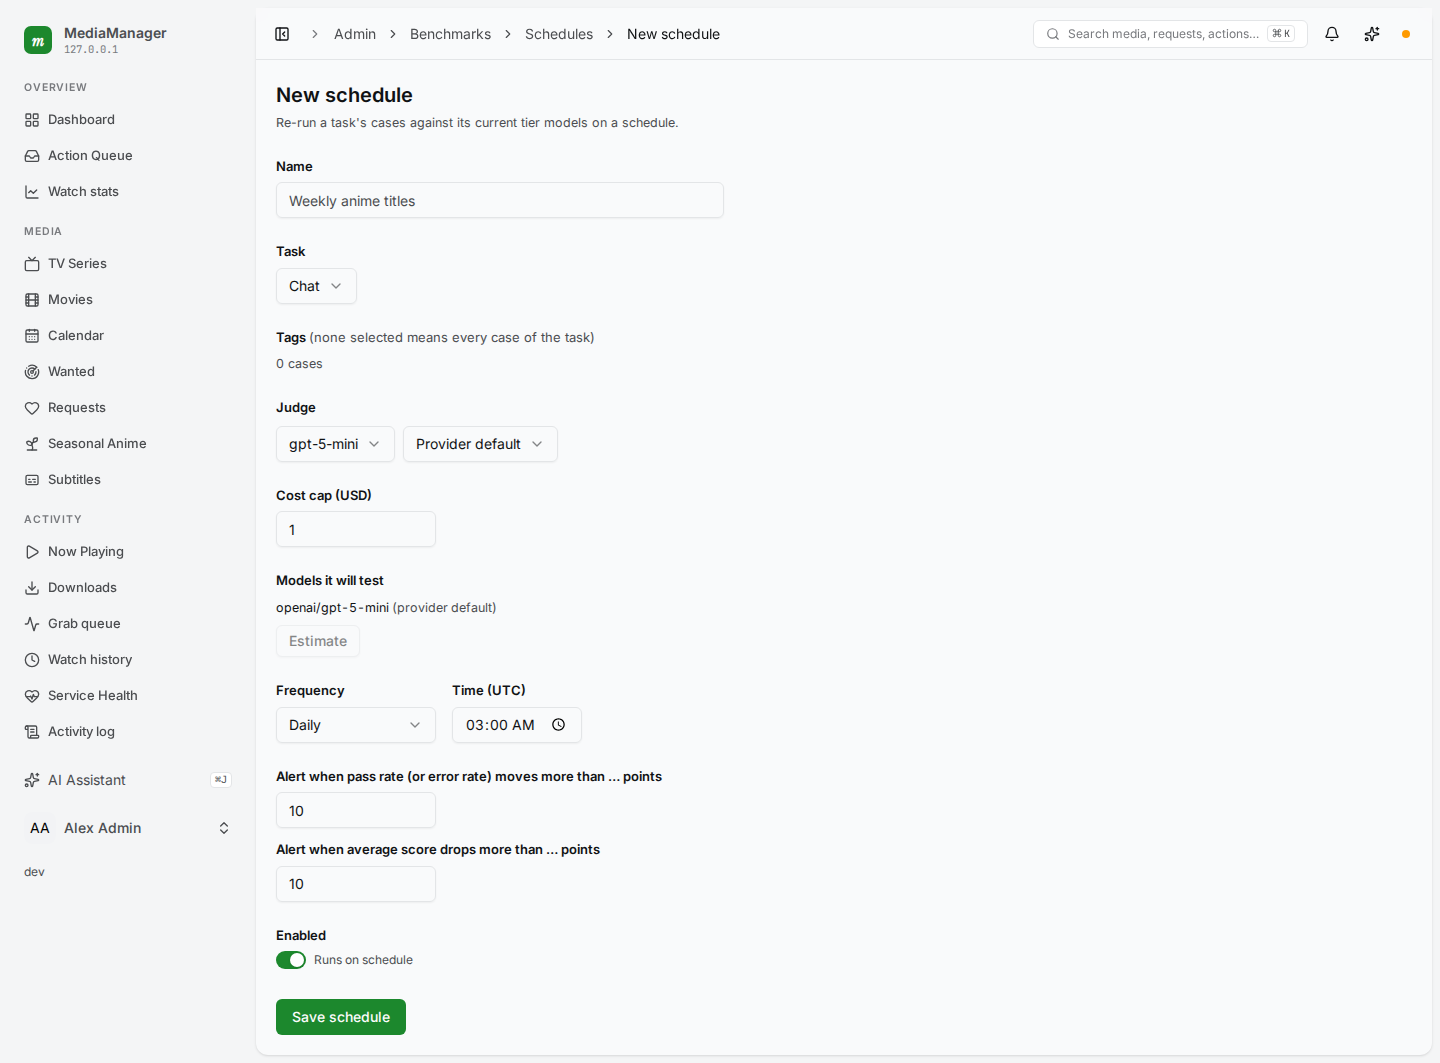 m
MediaManager
127.0.0.1
OVERVIEW
Dashboard
Action Queue
Watch stats
MEDIA
TV Series
Movies
Calendar
Wanted
Requests
Seasonal Anime
Subtitles
ACTIVITY
Now Playing
Downloads
Grab queue
Watch history
Service Health
Activity log
AI Assistant ⌘J
AA Alex Admin
dev
Admin Benchmarks Schedules New schedule
Search media, requests, actions... ⌘K
New schedule
Re-run a task's cases against its current tier models on a schedule.
Name
Weekly anime titles
Task
Chat
Tags (none selected means every case of the task)
0 cases
Judge
gpt-5-mini Provider default
Cost cap (USD)
1
Models it will test
openai/gpt-5-mini (provider default)
Estimate
Frequency Time (UTC)
Daily 03:00 AM
Alert when pass rate (or error rate) moves more than ... points
10
Alert when average score drops more than ... points
10
Enabled
Runs on schedule
Save schedule